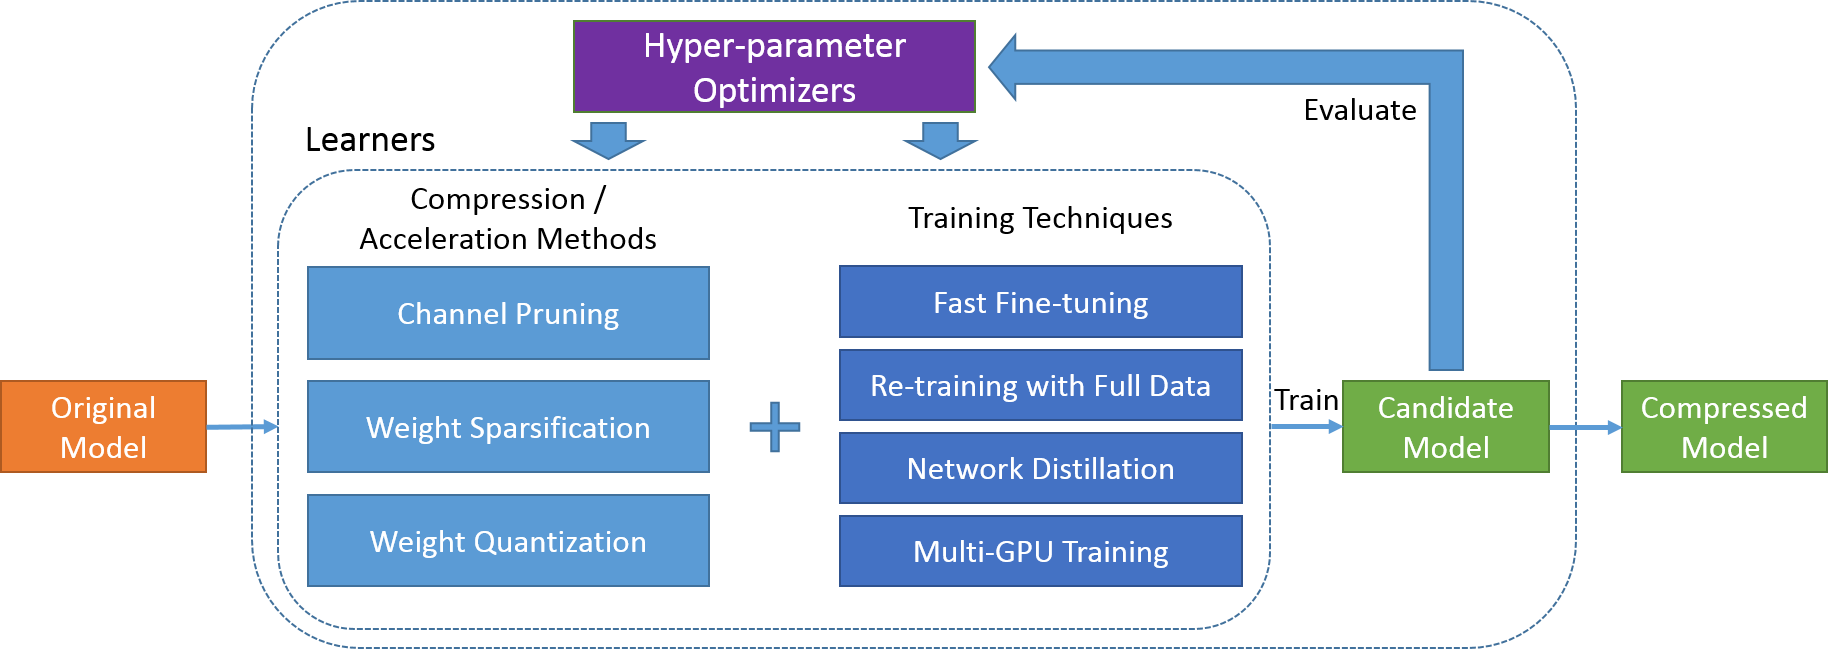 Hyper-parameter
Optimizers
Evaluate
Learners
Compression /
Acceleration Methods
Training Techniques
Channel Pruning
Weight Sparsification
Weight Quantization
Fast Fine-tuning
Re-training with Full Data
Network Distillation
Multi-GPU Training
Original
Model
Train
Candidate
Model
Compressed
Model